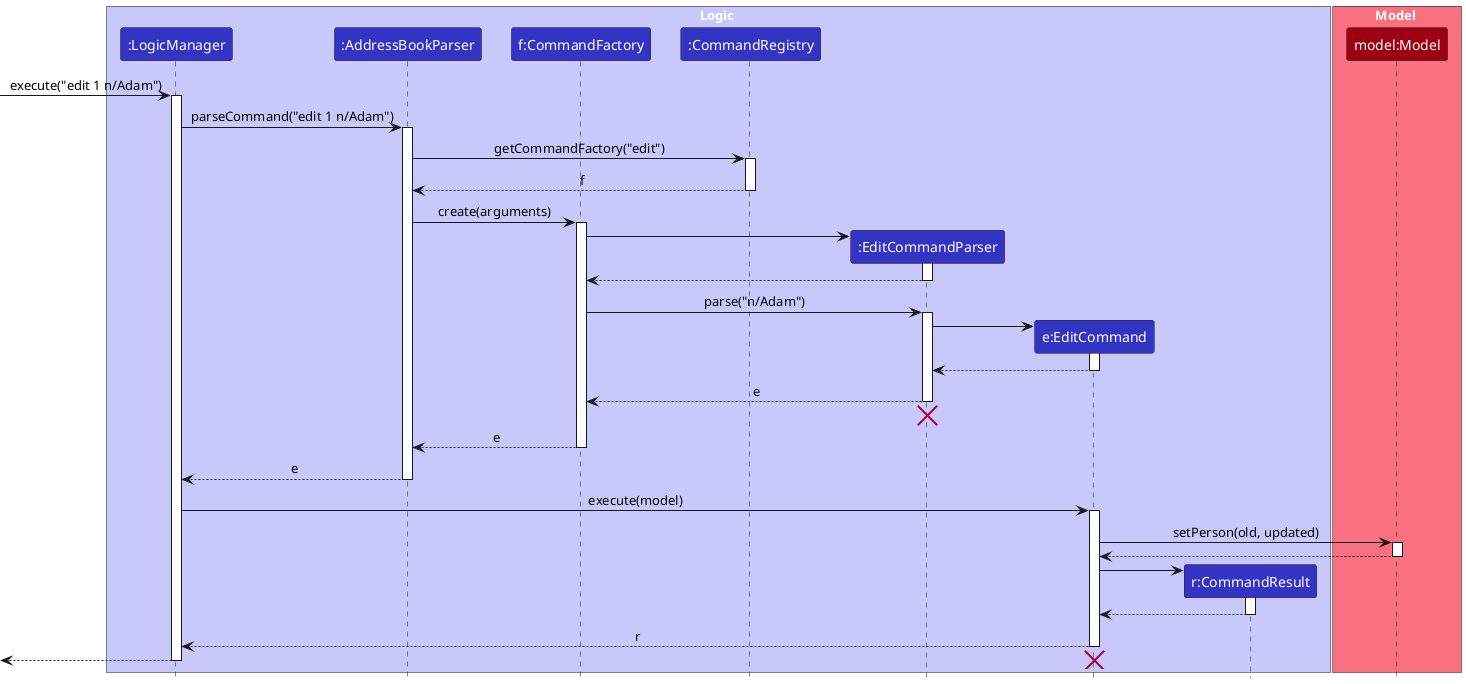 Logic
Model
:LogicManager
:AddressBookParser
f:CommandFactory
:CommandRegistry
model:Model
execute("edit 1 n/Adam")
parseCommand("edit 1 n/Adam")
getCommandFactory("edit")
f
create(arguments)
:EditCommandParser
parse("n/Adam")
e:EditCommand
e
e
e
execute(model)
setPerson(old, updated)
r:CommandResult
r